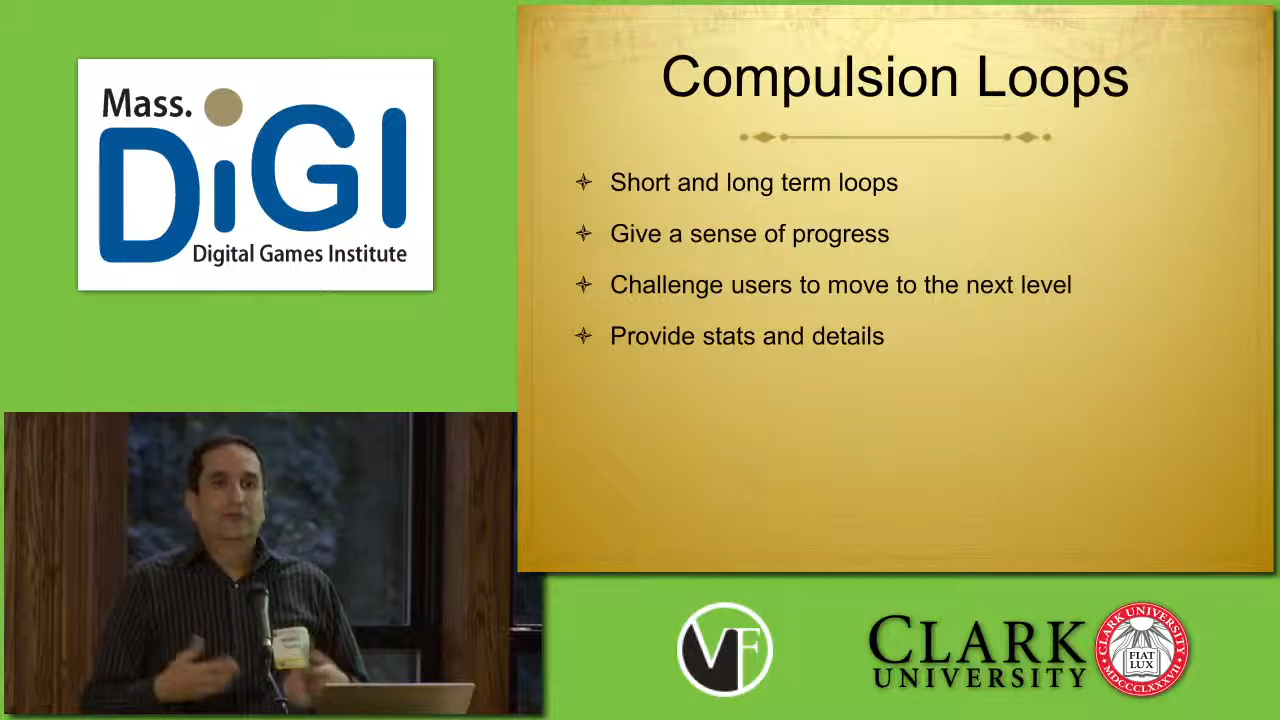 Mass.
DiGI
Digital Games Institute
Compulsion Loops
Short and long term loops
Give a sense of progress
Challenge users to move to the next level
Provide stats and details
VF
CLARK
UNIVERSITY
CLARK UNIVERSITY
FIAT
LUX
MDCCCLXXXVII